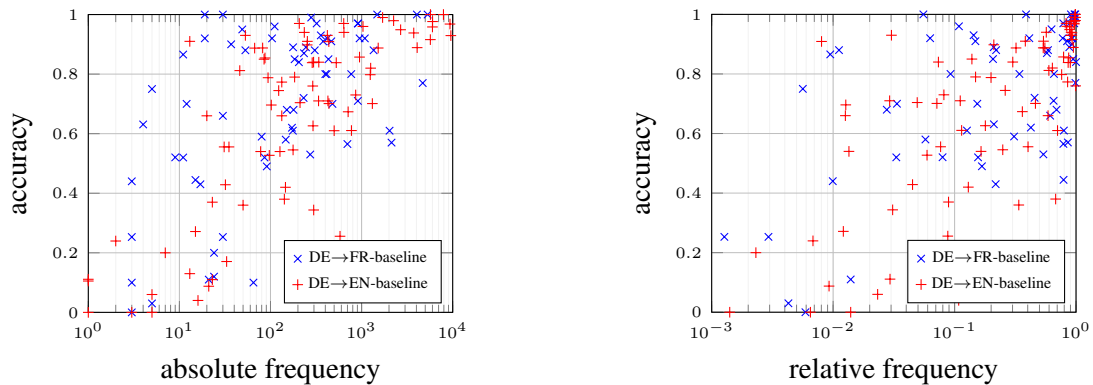 1
0.8
0.6
0.4
0.2
0
accuracy
10^0 10^1 10^2 10^3 10^4
absolute frequency
DE→FR-baseline
DE→EN-baseline
1
0.8
0.6
0.4
0.2
0
accuracy
10^−3 10^−2 10^−1 10^0
relative frequency
DE→FR-baseline
DE→EN-baseline